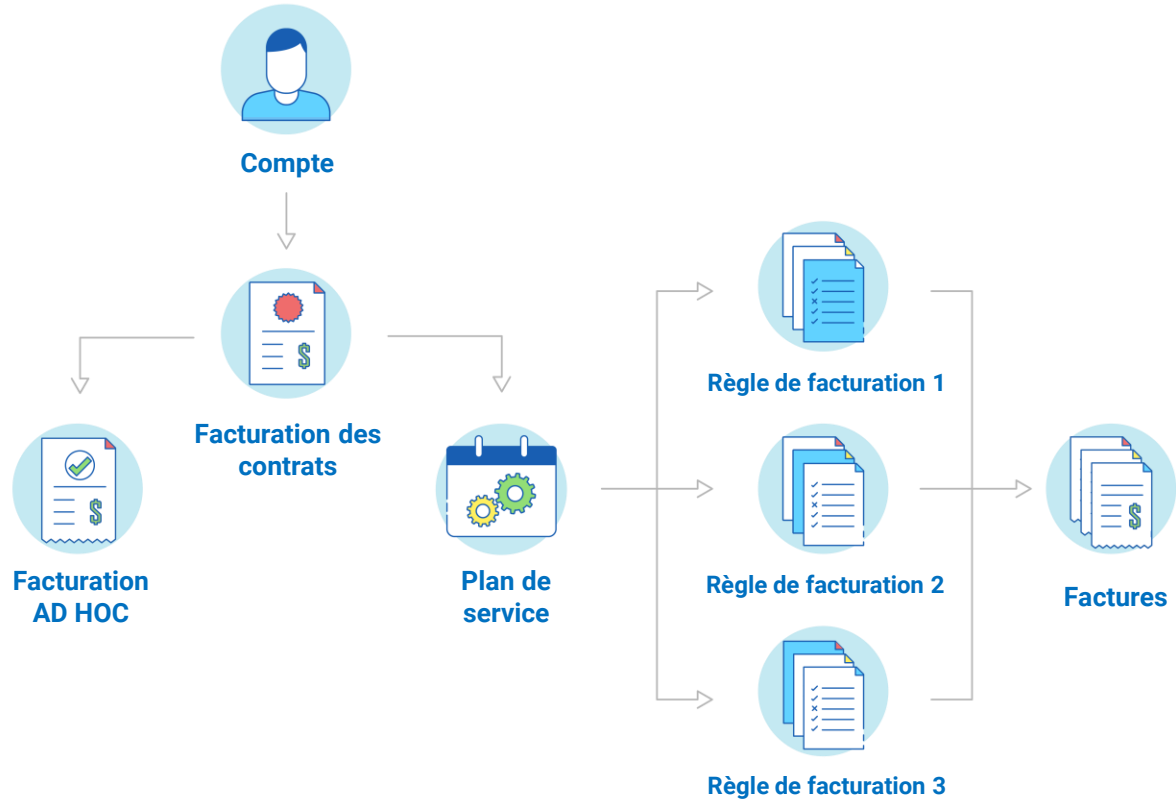 Compte
Facturation des
contrats
Facturation
AD HOC
Plan de
service
Règle de facturation 1
Règle de facturation 2
Règle de facturation 3
Factures